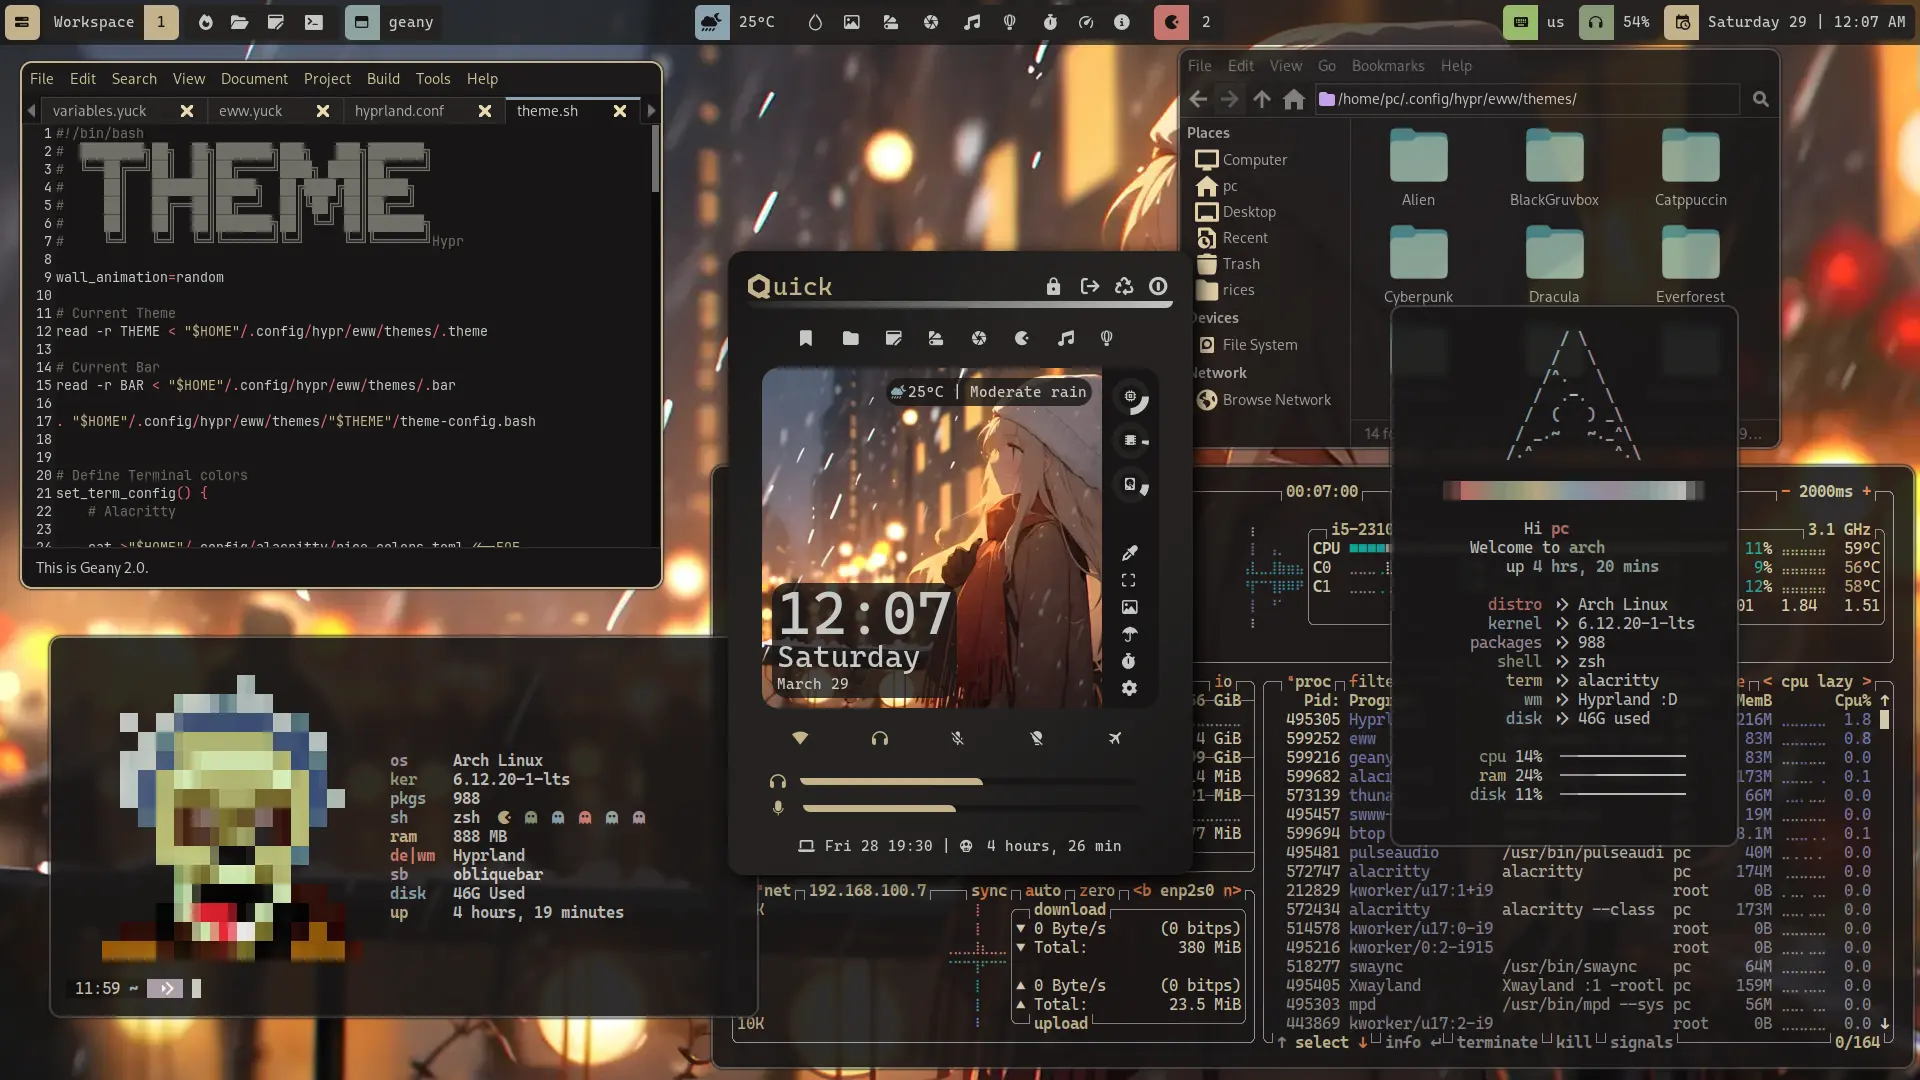 Workspace 1 geany
25°C
2
us 54% Saturday 29 | 12:07 AM
File Edit Search View Document Project Build Tools Help
variables.yuck eww.yuck hyprland.conf theme.sh
1 #!/bin/bash
2 #
3 #
4 #
5 #
6 #
7 # Hypr
THEME
8
9 wall_animation=random
10
11 # Current Theme
12 read -r THEME < "$HOME"/.config/hypr/eww/themes/.theme
13
14 # Current Bar
15 read -r BAR < "$HOME"/.config/hypr/eww/themes/.bar
16
17 . "$HOME"/.config/hypr/eww/themes/"$THEME"/theme-config.bash
18
19
20 # Define Terminal colors
21 set_term_config() {
22 # Alacritty
23
This is Geany 2.0.
File Edit View Go Bookmarks Help
/home/pc/.config/hypr/eww/themes/
Places
Computer
pc
Desktop
Recent
Trash
rices
Devices
File System
Network
Browse Network
Alien BlackGruvbox Catppuccin
Cyberpunk Dracula Everforest
Quick
25°C | Moderate rain
12:07
Saturday
March 29
Fri 28 19:30 | 4 hours, 26 min
Hi pc
Welcome to arch
up 4 hrs, 20 mins
distro Arch Linux
kernel 6.12.20-1-lts
packages 988
shell zsh
term alacritty
wm Hyprland :D
disk 46G used
cpu 14%
ram 24%
disk 11%
os Arch Linux
ker 6.12.20-1-lts
pkgs 988
sh zsh
ram 888 MB
de|wm Hyprland
sb obliquebar
disk 46G Used
up 4 hours, 19 minutes
11:59 ~
00:07:00 - 2000ms +
i5-2310 3.1 GHz
CPU 11% 59°C
C0 9% 56°C
C1 12% 58°C
01 1.84 1.51
io
GiB
4 GiB
GiB
.4 MiB
21 MiB
7 MiB
proc filte < cpu lazy >
Pid: Progr MemB Cpu% ↑
495305 Hyprl 216M 1.8
599252 eww 83M 0.8
599216 geany 83M 0.0
599682 alacr 173M 0.1
573139 thuna 66M 0.0
495457 swww- 19M 0.0
599694 btop 3.1M 0.1
495481 pulseaudio /usr/bin/pulseaudi pc 40M 0.0
572747 alacritty alacritty pc 174M 0.0
212829 kworker/u17:1+i9 root 0B 0.0
572434 alacritty alacritty --class pc 173M 0.0
514578 kworker/u17:0-i9 root 0B 0.0
495216 kworker/0:2-i915 root 0B 0.0
518277 swaync /usr/bin/swaync pc 64M 0.0
495405 Xwayland Xwayland :1 -rootl pc 159M 0.0
495303 mpd /usr/bin/mpd --sys pc 56M 0.0
443869 kworker/u17:2-i9 root 0B 0.0 ↓
↑ select ↓ info ↵ terminate kill signals 0/164
net 192.168.100.7 sync auto zero <b enp2s0 n>
download
▼ 0 Byte/s (0 bitps)
▼ Total: 380 MiB
▲ 0 Byte/s (0 bitps)
▲ Total: 23.5 MiB
10K upload